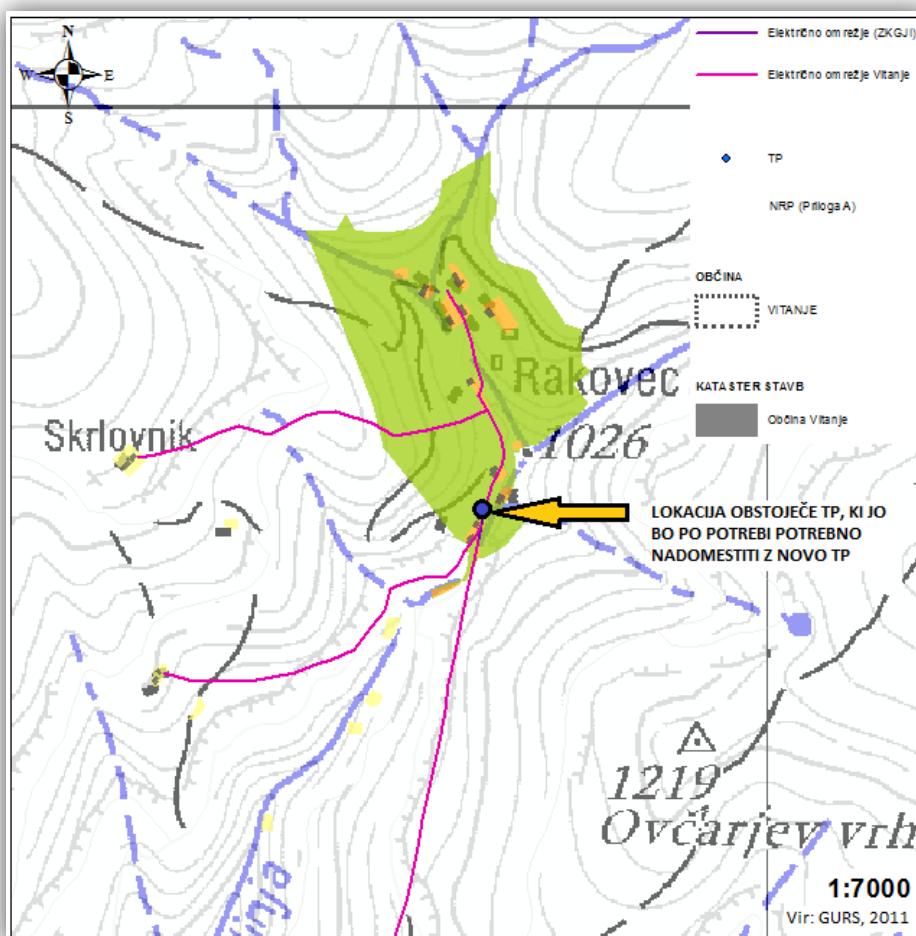 N
W
E
S
Električno omrežje (ZKGJI)
Električno omrežje Vitanje
TP
NRP (Priloga A)
OBČINA
VITANJE
KATASTER STAVB
Občina Vitanje
Rakovec
1026
Skrlovnik
LOKACIJA OBSTOJEČE TP, KI JO
BO PO POTREBI POTREBNO
NADOMESTITI Z NOVO TP
1219
Ovčarjev vrh
1:7000
Vir: GURS, 2011